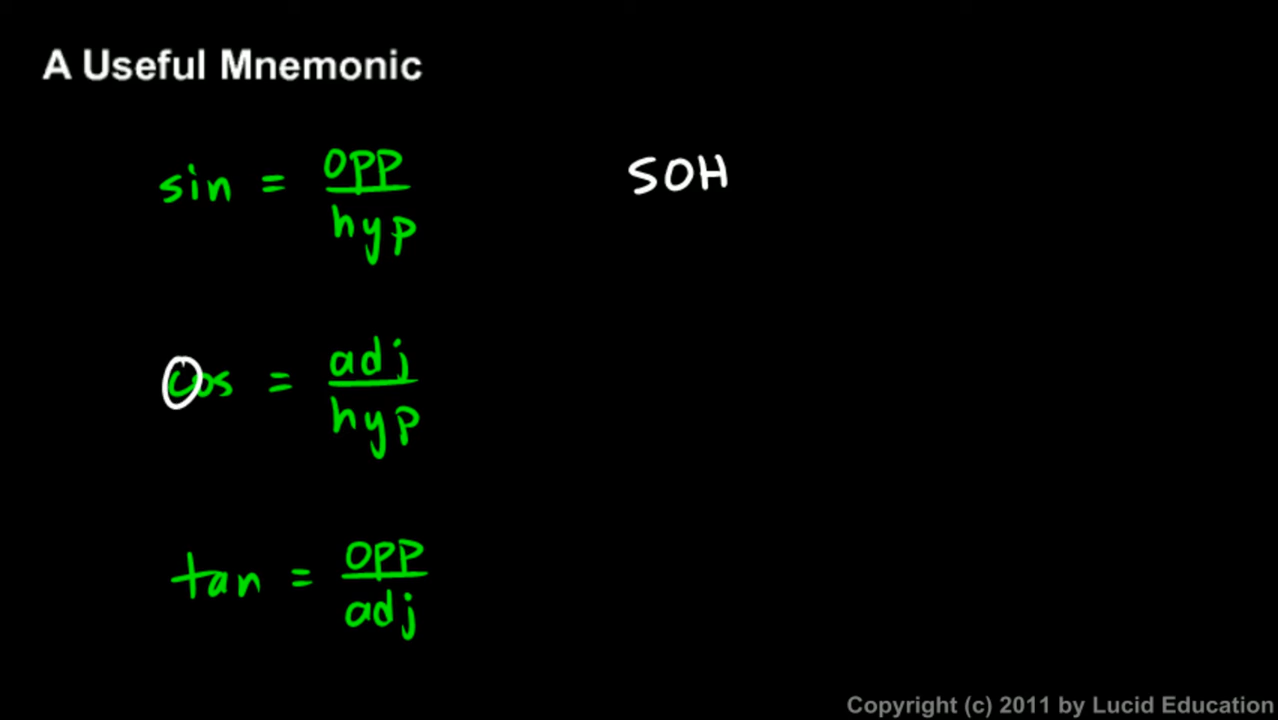 A Useful Mnemonic
sin = opp/hyp SOH
cos = adj/hyp
tan = opp/adj
Copyright (c) 2011 by Lucid Education